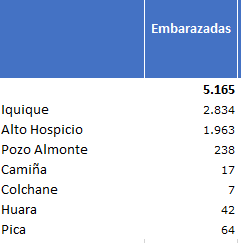 Embarazadas
5.165
Iquique 2.834
Alto Hospicio 1.963
Pozo Almonte 238
Camiña 17
Colchane 7
Huara 42
Pica 64